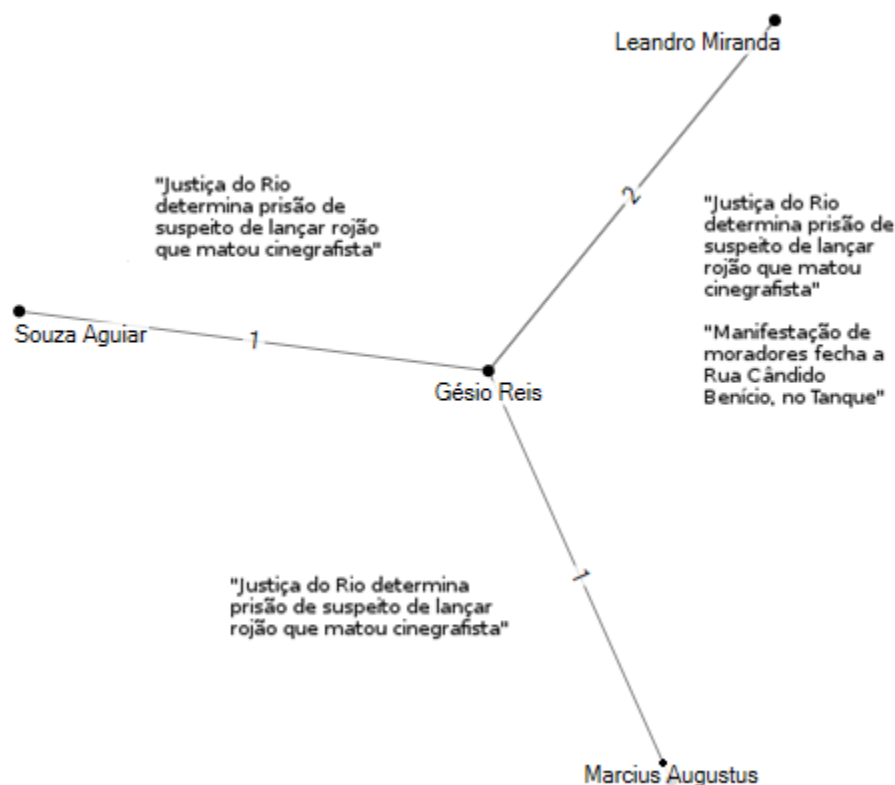 Leandro Miranda
2
"Justiça do Rio
determina prisão de
suspeito de lançar rojão
que matou cinegrafista"
"Justiça do Rio
determina prisão de
suspeito de lançar
rojão que matou
cinegrafista"
"Manifestação de
moradores fecha a
Rua Cândido
Benício, no Tanque"
Souza Aguiar
1
Gésio Reis
1
"Justiça do Rio determina
prisão de suspeito de lançar
rojão que matou cinegrafista"
Marcius Augustus